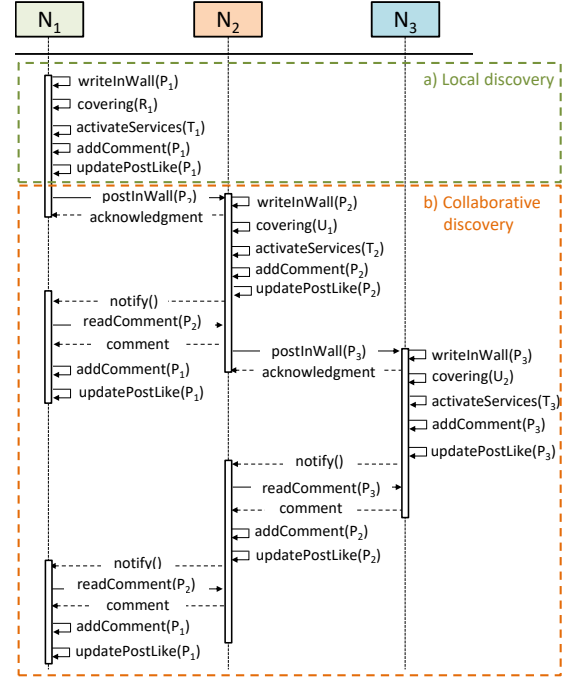 N₁ N₂ N₃
a) Local discovery
writeInWall(P₁)
covering(R₁)
activateServices(T₁)
addComment(P₁)
updatePostLike(P₁)
b) Collaborative
discovery
postInWall(P₂)
acknowledgment
writeInWall(P₂)
covering(U₁)
activateServices(T₂)
addComment(P₂)
updatePostLike(P₂)
notify()
readComment(P₂)
comment
addComment(P₁)
updatePostLike(P₁)
postInWall(P₃)
acknowledgment
writeInWall(P₃)
covering(U₂)
activateServices(T₃)
addComment(P₃)
updatePostLike(P₃)
notify()
readComment(P₃)
comment
addComment(P₂)
updatePostLike(P₂)
notify()
readComment(P₂)
comment
addComment(P₁)
updatePostLike(P₁)